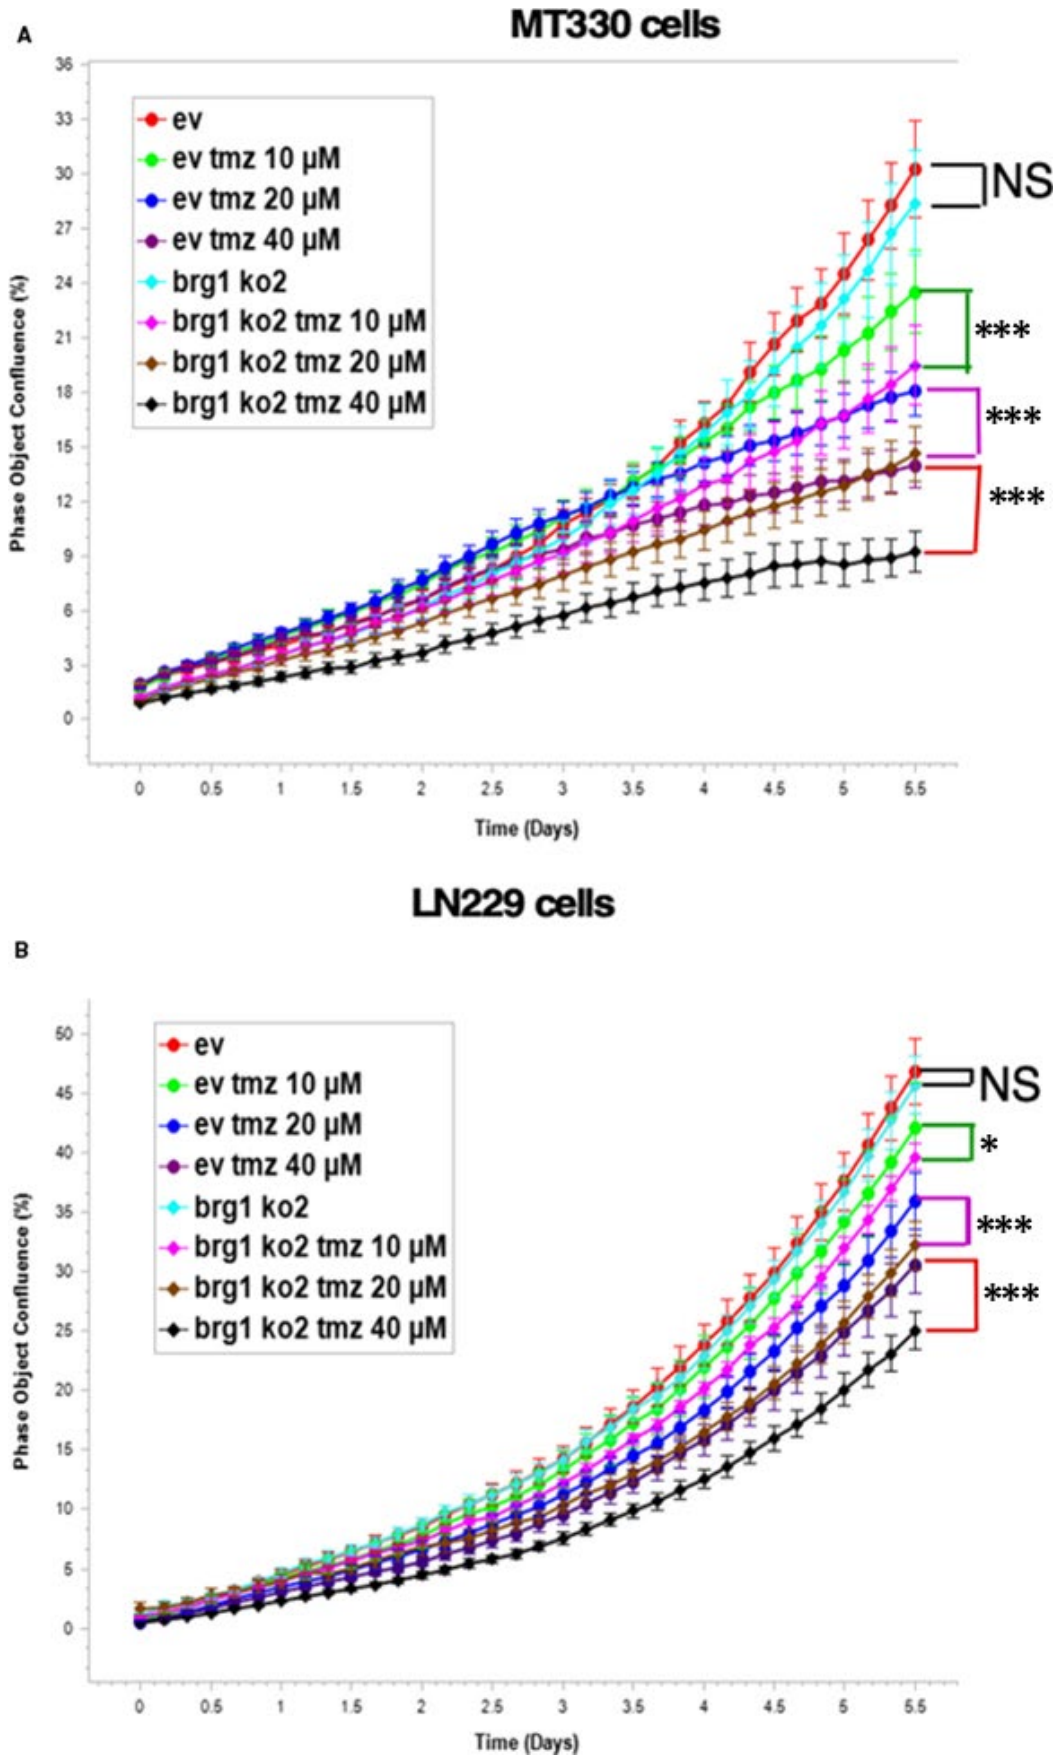 A
MT330 cells
36
33
30
27
24
21
18
15
12
9
6
3
0
Phase Object Confluence (%)
ev
ev tmz 10 µM
ev tmz 20 µM
ev tmz 40 µM
brg1 ko2
brg1 ko2 tmz 10 µM
brg1 ko2 tmz 20 µM
brg1 ko2 tmz 40 µM
NS
***
***
***
0 0.5 1 1.5 2 2.5 3 3.5 4 4.5 5 5.5
Time (Days)
LN229 cells
B
50
45
40
35
30
25
20
15
10
5
0
Phase Object Confluence (%)
ev
ev tmz 10 µM
ev tmz 20 µM
ev tmz 40 µM
brg1 ko2
brg1 ko2 tmz 10 µM
brg1 ko2 tmz 20 µM
brg1 ko2 tmz 40 µM
NS
*
***
***
0 0.5 1 1.5 2 2.5 3 3.5 4 4.5 5 5.5
Time (Days)